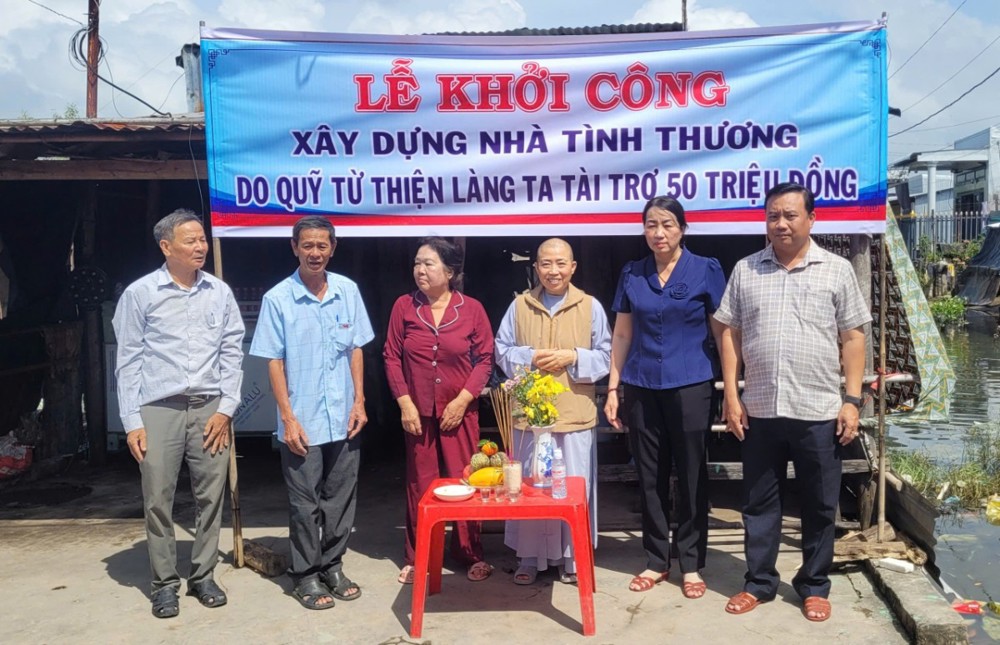 LỄ KHỞI CÔNG
XÂY DỰNG NHÀ TÌNH THƯƠNG
DO QUỸ TỪ THIỆN LÀNG TA TÀI TRỢ 50 TRIỆU ĐỒNG